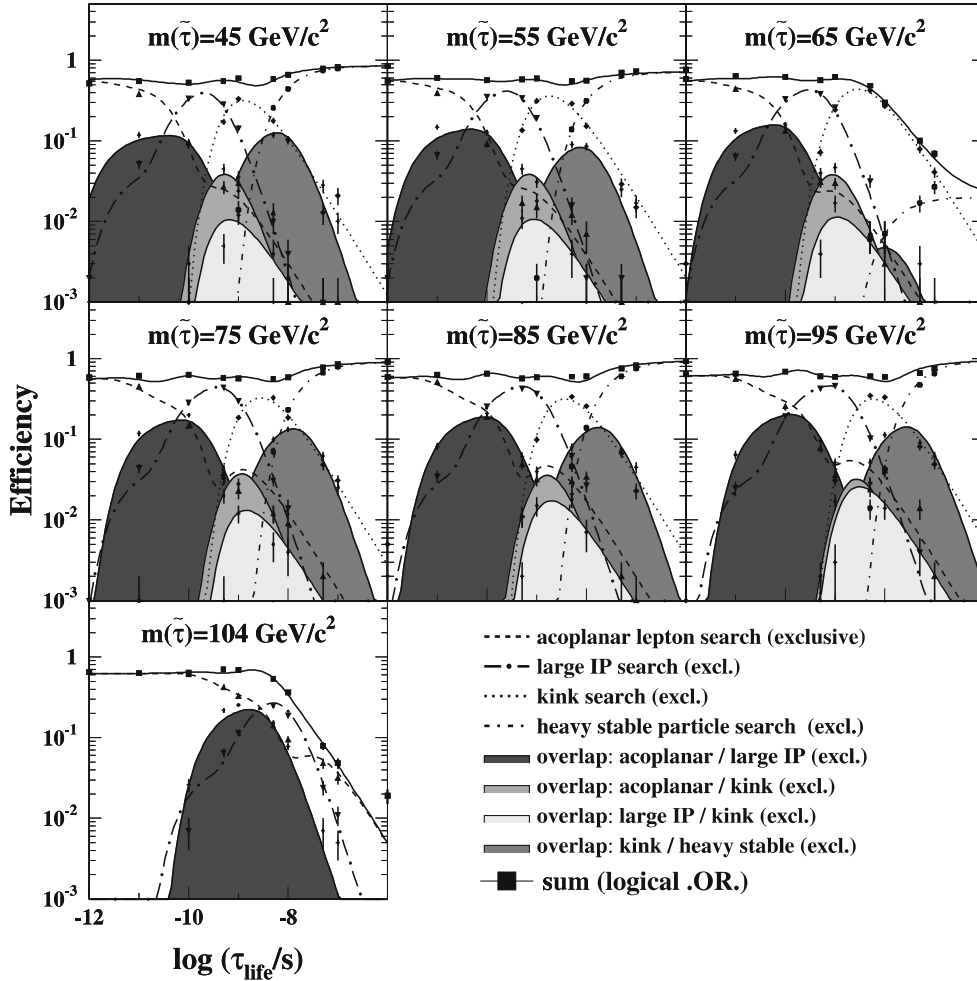 m(τ̃)=45 GeV/c² m(τ̃)=55 GeV/c² m(τ̃)=65 GeV/c²
1
10⁻¹
10⁻²
10⁻³
m(τ̃)=75 GeV/c² m(τ̃)=85 GeV/c² m(τ̃)=95 GeV/c²
1
10⁻¹
10⁻²
10⁻³
Efficiency
m(τ̃)=104 GeV/c²
1
10⁻¹
10⁻²
10⁻³
-12 -10 -8
log (τlife/s)
acoplanar lepton search (exclusive)
large IP search (excl.)
kink search (excl.)
heavy stable particle search (excl.)
overlap: acoplanar / large IP (excl.)
overlap: acoplanar / kink (excl.)
overlap: large IP / kink (excl.)
overlap: kink / heavy stable (excl.)
sum (logical .OR.)